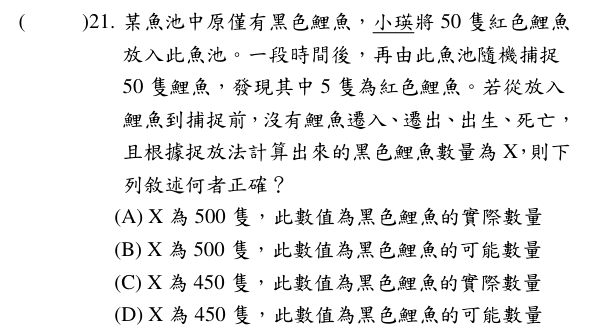 (　　)21. 某魚池中原僅有黑色鯉魚，小瑛將 50 隻紅色鯉魚
放入此魚池。一段時間後，再由此魚池隨機捕捉
50 隻鯉魚，發現其中 5 隻為紅色鯉魚。若從放入
鯉魚到捕捉前，沒有鯉魚遷入、遷出、出生、死亡，
且根據捉放法計算出來的黑色鯉魚數量為 X，則下
列敘述何者正確？
(A) X 為 500 隻，此數值為黑色鯉魚的實際數量
(B) X 為 500 隻，此數值為黑色鯉魚的可能數量
(C) X 為 450 隻，此數值為黑色鯉魚的實際數量
(D) X 為 450 隻，此數值為黑色鯉魚的可能數量